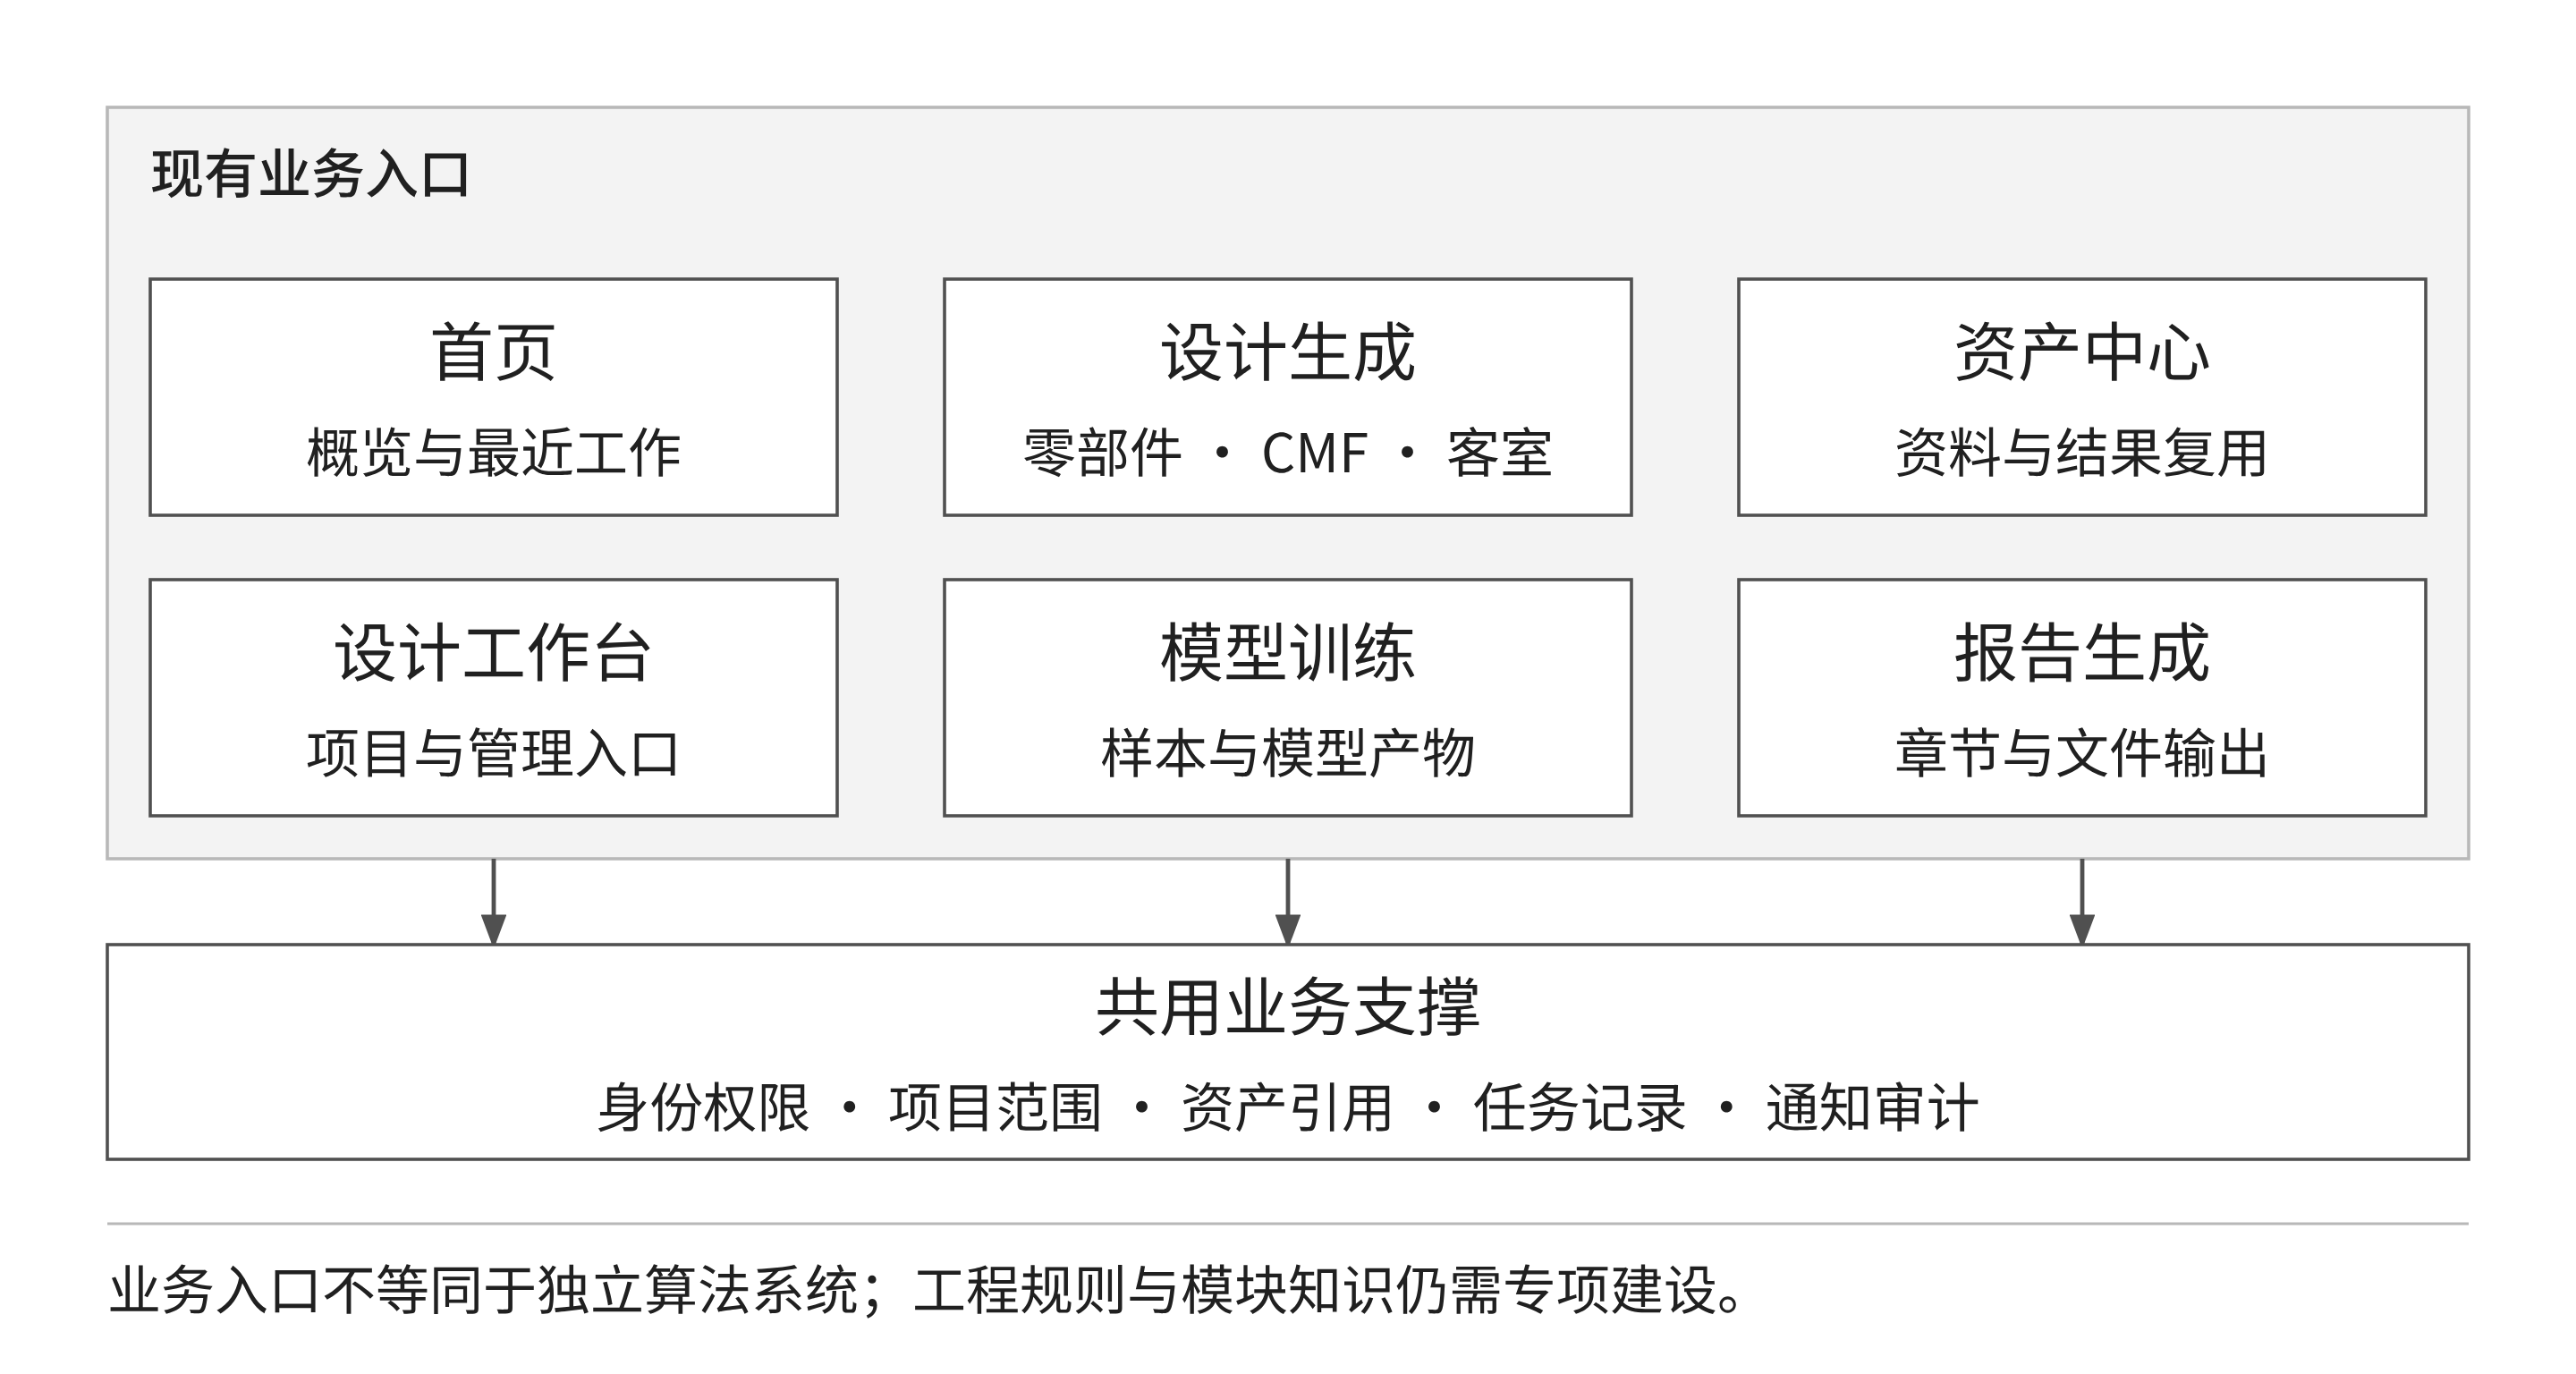 现有业务入口
首页
概览与最近工作
设计生成
零部件 · CMF · 客室
资产中心
资料与结果复用
设计工作台
项目与管理入口
模型训练
样本与模型产物
报告生成
章节与文件输出
共用业务支撑
身份权限 · 项目范围 · 资产引用 · 任务记录 · 通知审计
业务入口不等同于独立算法系统；工程规则与模块知识仍需专项建设。